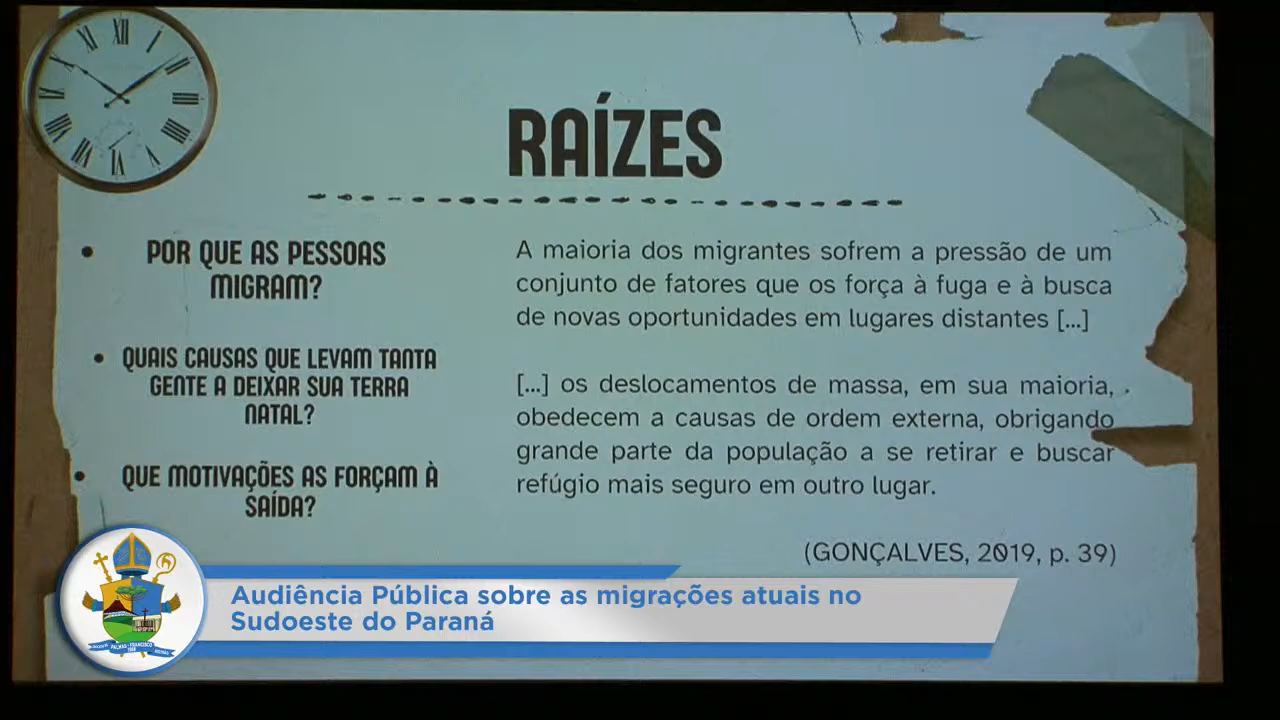 RAÍZES
POR QUE AS PESSOAS
MIGRAM?
QUAIS CAUSAS QUE LEVAM TANTA
GENTE A DEIXAR SUA TERRA
NATAL?
QUE MOTIVAÇÕES AS FORÇAM À
SAÍDA?
A maioria dos migrantes sofrem a pressão de um
conjunto de fatores que os força à fuga e à busca
de novas oportunidades em lugares distantes [...]
[...] os deslocamentos de massa, em sua maioria,
obedecem a causas de ordem externa, obrigando
grande parte da população a se retirar e buscar
refúgio mais seguro em outro lugar.
(GONÇALVES, 2019, p. 39)
Audiência Pública sobre as migrações atuais no
Sudoeste do Paraná